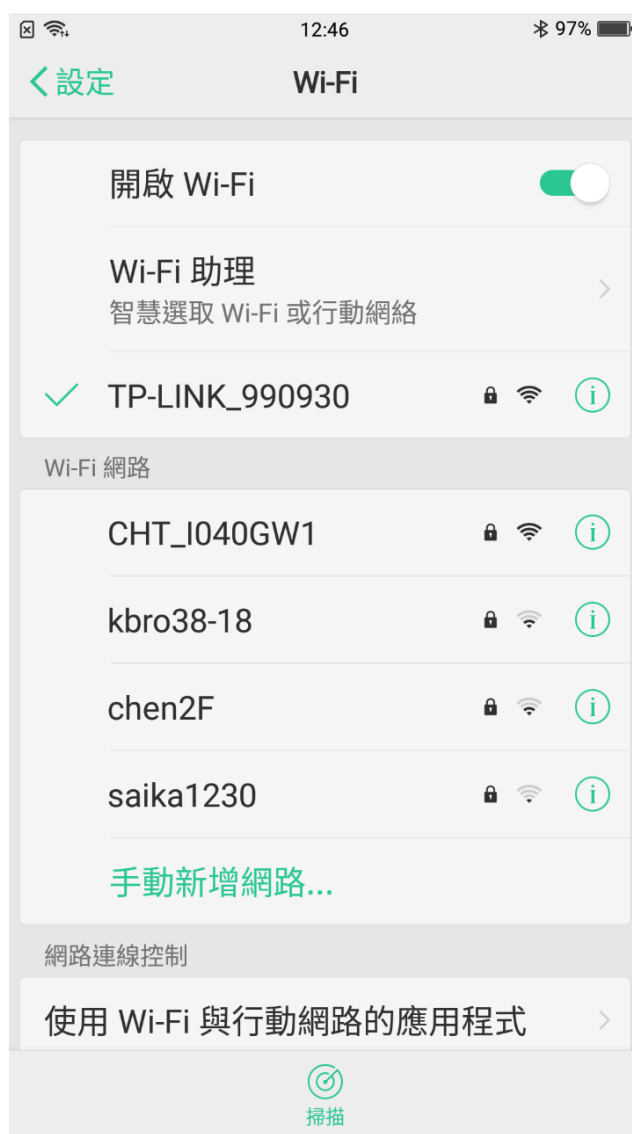 12:46
97%
設定
Wi-Fi
開啟 Wi-Fi
Wi-Fi 助理
智慧選取 Wi-Fi 或行動網絡
TP-LINK_990930
Wi-Fi 網路
CHT_I040GW1
kbro38-18
chen2F
saika1230
手動新增網路...
網路連線控制
使用 Wi-Fi 與行動網路的應用程式
掃描